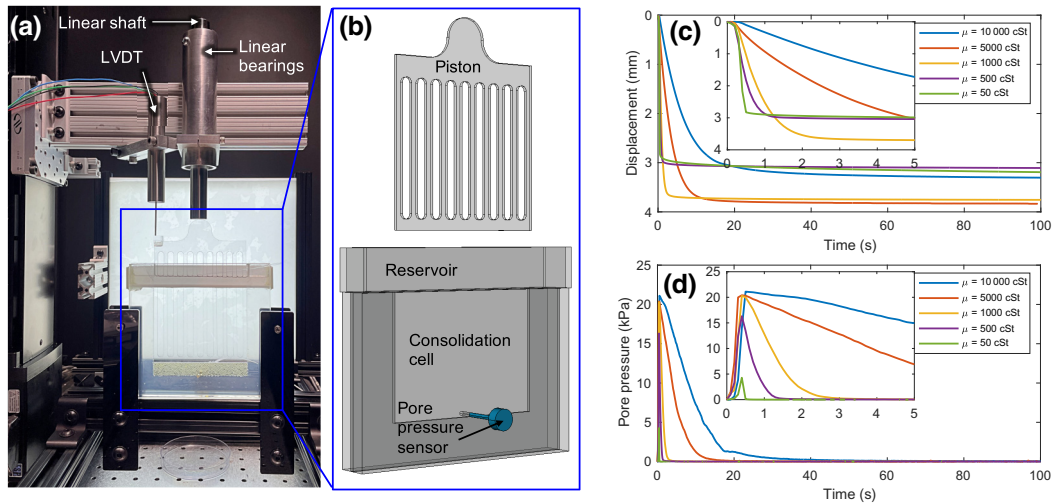 (a)
Linear shaft
LVDT
Linear
bearings
(b)
Piston
Reservoir
Consolidation
cell
Pore
pressure
sensor
(c)
Displacement (mm)
0
1
2
3
4
0 20 40 60 80 100
Time (s)
0
1
2
3
4
0 1 2 3 4 5
μ = 10 000 cSt
μ = 5000 cSt
μ = 1000 cSt
μ = 500 cSt
μ = 50 cSt
(d)
Pore pressure (kPa)
25
20
15
10
5
0
0 20 40 60 80 100
Time (s)
25
20
15
10
5
0
0 1 2 3 4 5
μ = 10 000 cSt
μ = 5000 cSt
μ = 1000 cSt
μ = 500 cSt
μ = 50 cSt